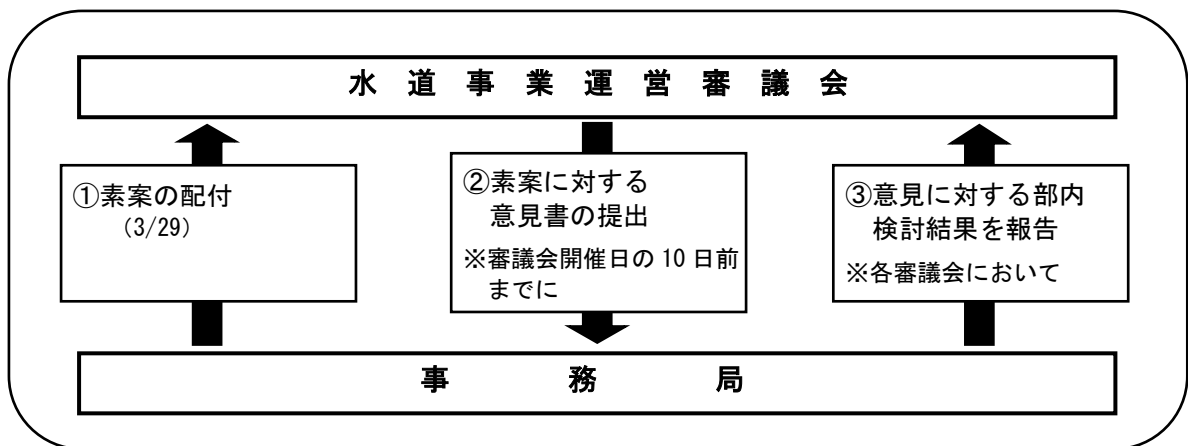 水道事業運営審議会
①素案の配付
(3/29)
②素案に対する
意見書の提出
※審議会開催日の 10 日前
までに
③意見に対する部内
検討結果を報告
※各審議会において
事務局